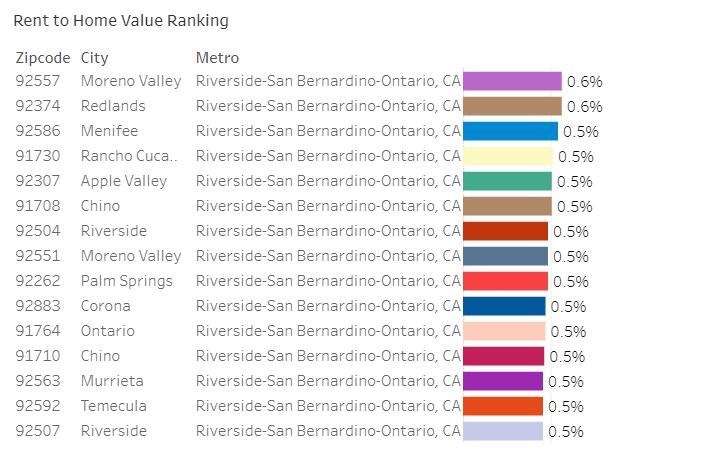 Rent to Home Value Ranking
Zipcode City Metro
92557 Moreno Valley Riverside-San Bernardino-Ontario, CA 0.6%
92374 Redlands Riverside-San Bernardino-Ontario, CA 0.6%
92586 Menifee Riverside-San Bernardino-Ontario, CA 0.5%
91730 Rancho Cuca.. Riverside-San Bernardino-Ontario, CA 0.5%
92307 Apple Valley Riverside-San Bernardino-Ontario, CA 0.5%
91708 Chino Riverside-San Bernardino-Ontario, CA 0.5%
92504 Riverside Riverside-San Bernardino-Ontario, CA 0.5%
92551 Moreno Valley Riverside-San Bernardino-Ontario, CA 0.5%
92262 Palm Springs Riverside-San Bernardino-Ontario, CA 0.5%
92883 Corona Riverside-San Bernardino-Ontario, CA 0.5%
91764 Ontario Riverside-San Bernardino-Ontario, CA 0.5%
91710 Chino Riverside-San Bernardino-Ontario, CA 0.5%
92563 Murrieta Riverside-San Bernardino-Ontario, CA 0.5%
92592 Temecula Riverside-San Bernardino-Ontario, CA 0.5%
92507 Riverside Riverside-San Bernardino-Ontario, CA 0.5%